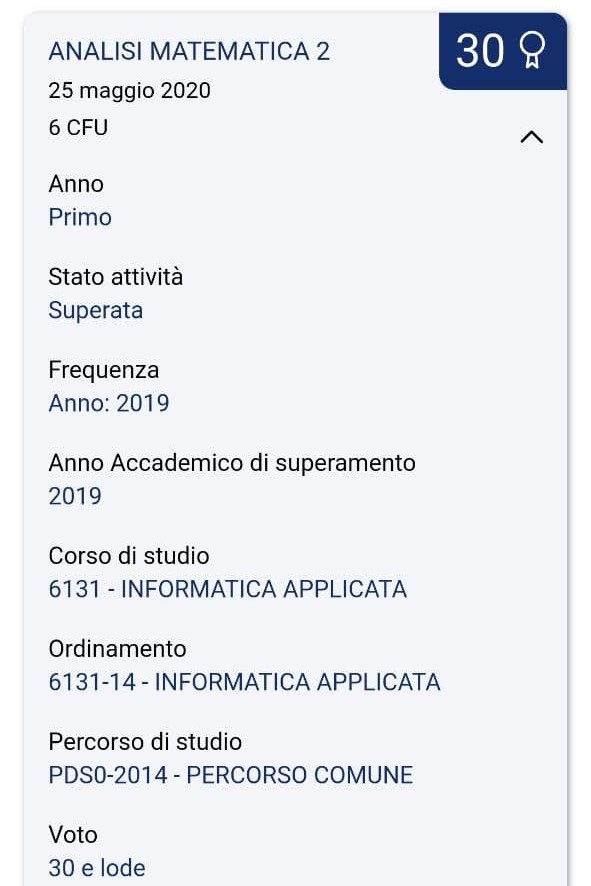 ANALISI MATEMATICA 2
30
25 maggio 2020
6 CFU
Anno
Primo
Stato attività
Superata
Frequenza
Anno: 2019
Anno Accademico di superamento
2019
Corso di studio
6131 - INFORMATICA APPLICATA
Ordinamento
6131-14 - INFORMATICA APPLICATA
Percorso di studio
PDS0-2014 - PERCORSO COMUNE
Voto
30 e lode